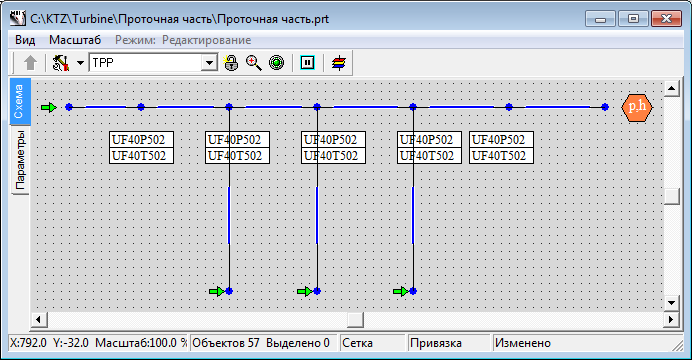 C:\KTZ\Turbine\Проточная часть\Проточная часть.prt
Вид Масштаб Режим: Редактирование
TPP
Схема
Параметры
p,h
UF40P502 UF40P502 UF40P502 UF40P502 UF40P502
UF40T502 UF40T502 UF40T502 UF40T502 UF40T502
X:792.0 Y:-32.0 Масштаб:100.0 % Объектов 57 Выделено 0 Сетка Привязка Изменено